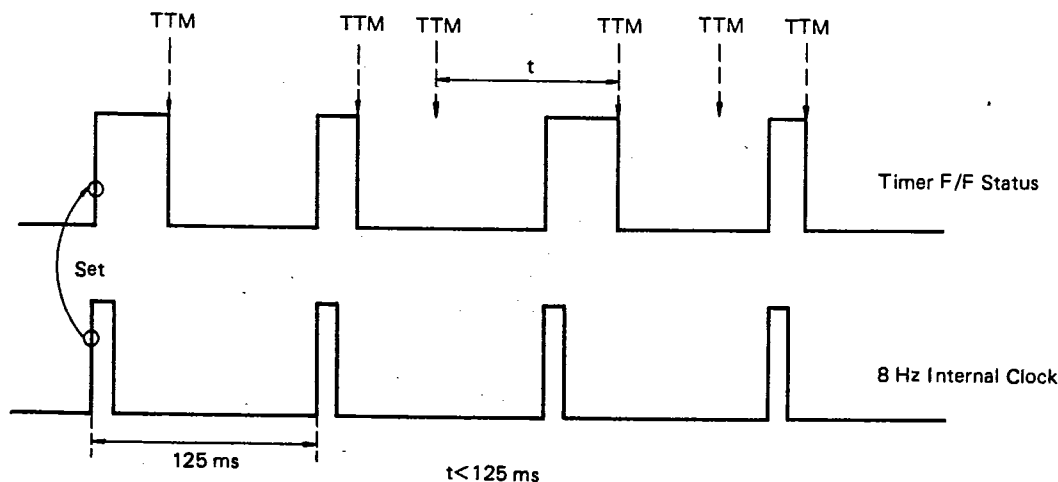 TTM TTM TTM TTM TTM TTM
t
Timer F/F Status
Set
8 Hz Internal Clock
125 ms
t<125 ms